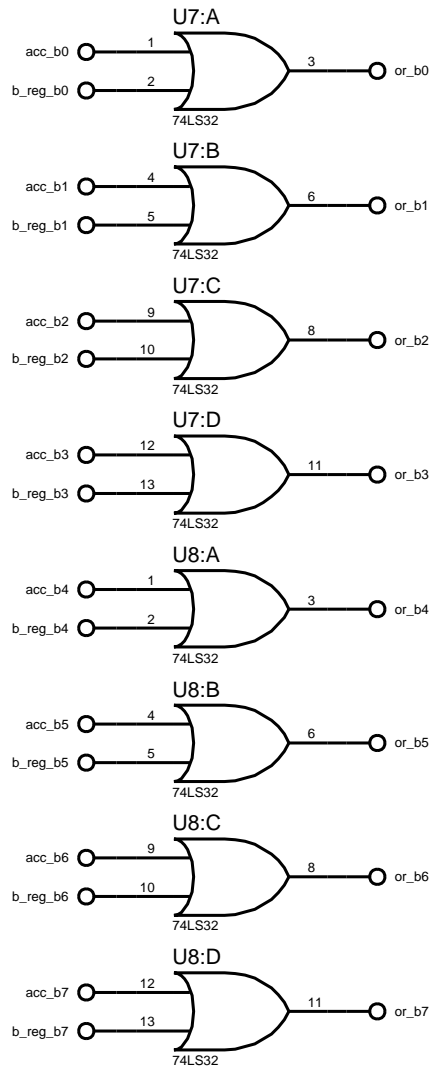 U7:A
acc_b0 1
3 or_b0
b_reg_b0 2
74LS32
U7:B
acc_b1 4
6 or_b1
b_reg_b1 5
74LS32
U7:C
acc_b2 9
8 or_b2
b_reg_b2 10
74LS32
U7:D
acc_b3 12
11 or_b3
b_reg_b3 13
74LS32
U8:A
acc_b4 1
3 or_b4
b_reg_b4 2
74LS32
U8:B
acc_b5 4
6 or_b5
b_reg_b5 5
74LS32
U8:C
acc_b6 9
8 or_b6
b_reg_b6 10
74LS32
U8:D
acc_b7 12
11 or_b7
b_reg_b7 13
74LS32